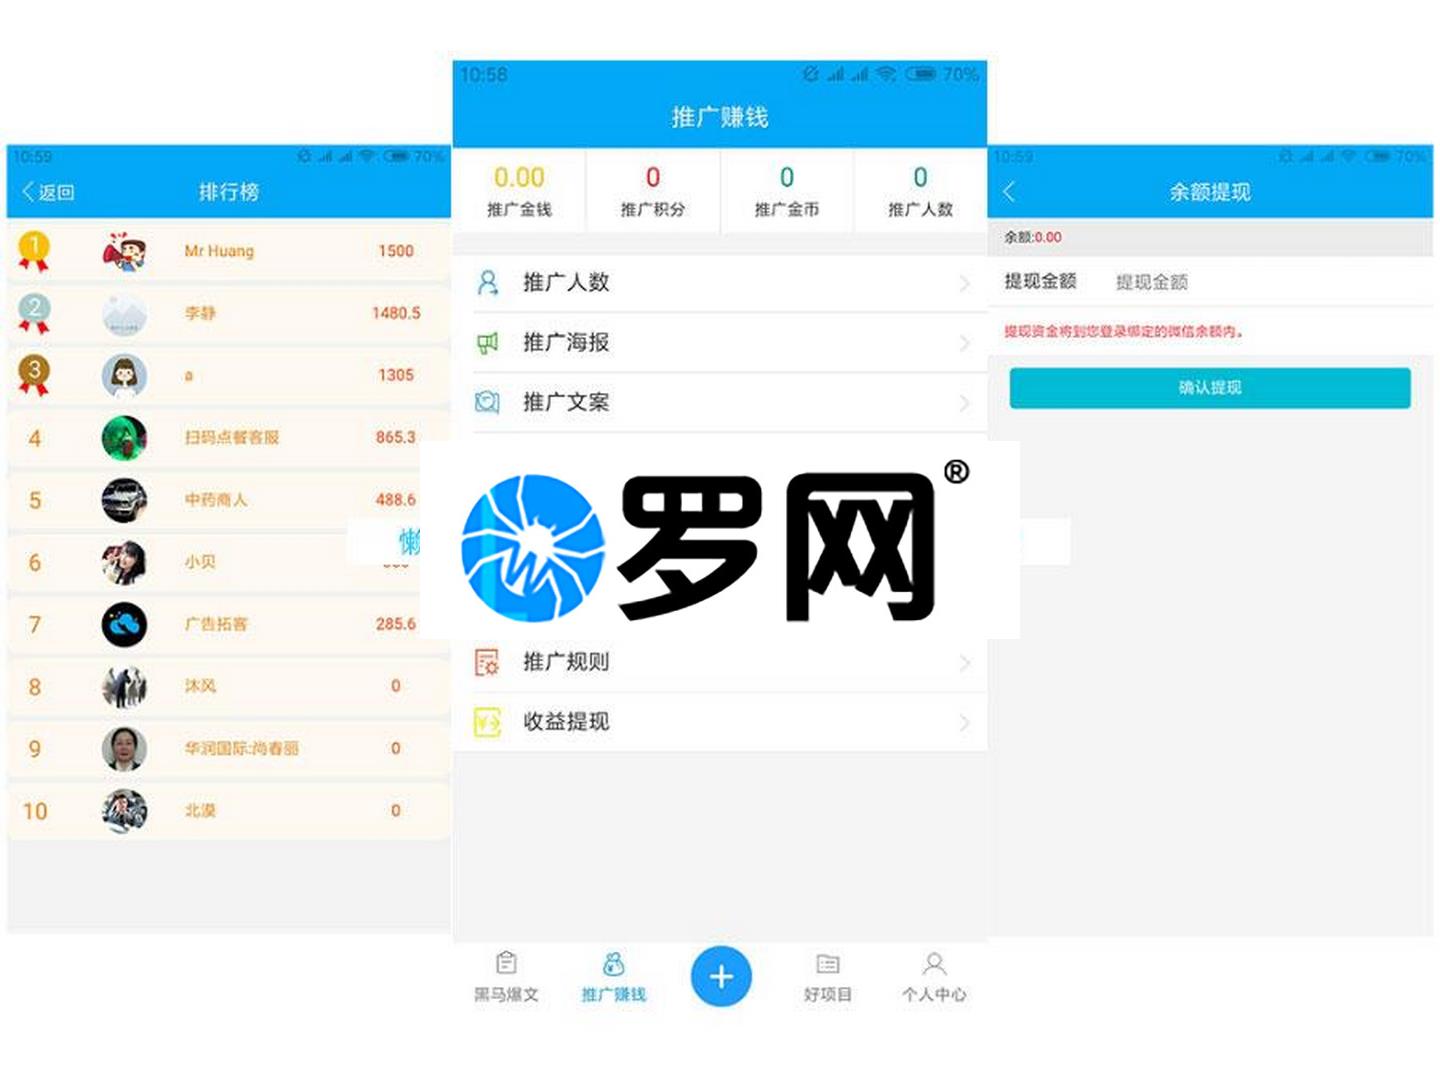 10:59
70%
返回
排行榜
1
Mr Huang
1500
2
李静
1480.5
3
a
1305
4
扫码点餐客服
865.3
5
中药商人
488.6
6
小贝
7
广告拓客
285.6
8
沐风
0
9
华润国际:尚春丽
0
10
北漠
0
懒
10:58
70%
推广赚钱
0.00
0
0
0
推广金钱
推广积分
推广金币
推广人数
推广人数
推广海报
推广文案
罗网®
推广规则
收益提现
黑马爆文
推广赚钱
好项目
个人中心
10:59
70%
余额提现
余额:0.00
提现金额
提现金额
提现资金将到您登录绑定的微信余额内。
确认提现